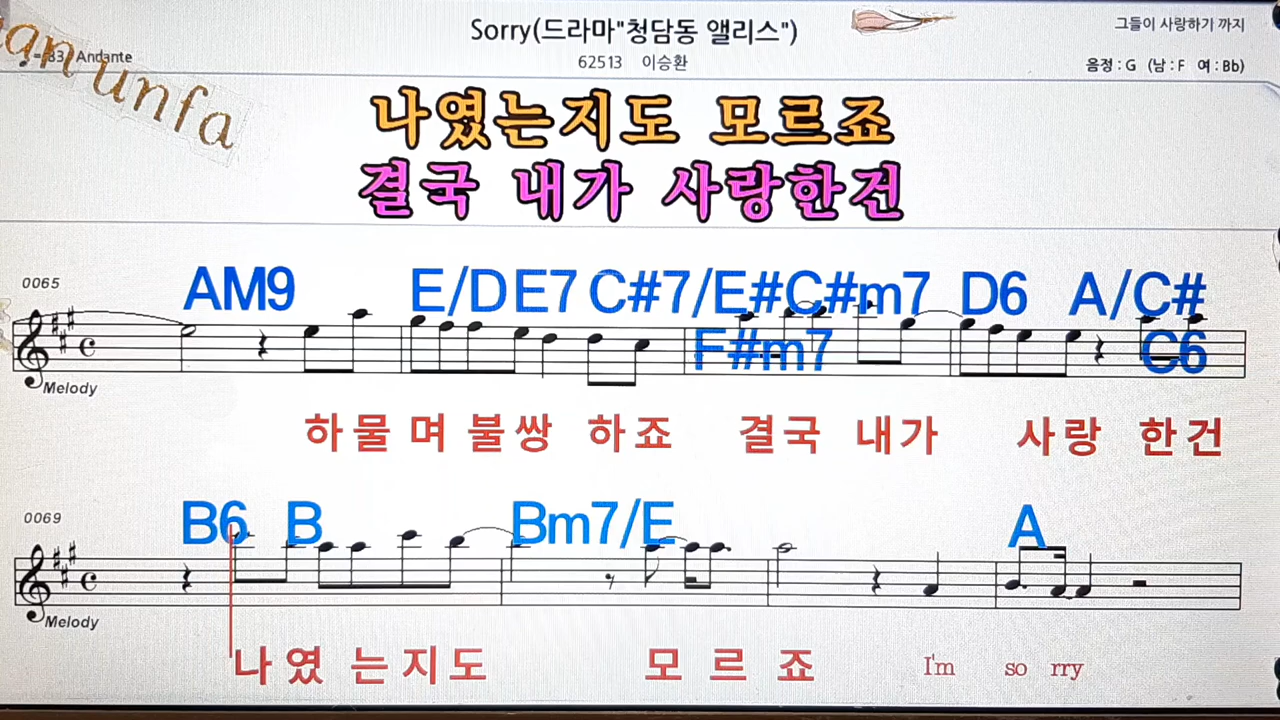 Sorry(드라마"청담동 앨리스")
그들이 사랑하기 까지
=83 Andante
62513 이승환
음정 : G (남 : F 여 : Bb)
an unfa
나였는지도 모르죠
결국 내가 사랑한건
0065
AM9 E/D E7 C#7/E# C#m7 D6 A/C#
F#m7 C6
Melody
하물며 불쌍 하죠 결국 내가 사랑 한건
0069
B6 B Bm7/E A
Melody
나였 는지도 모 르 죠 I'm so rry